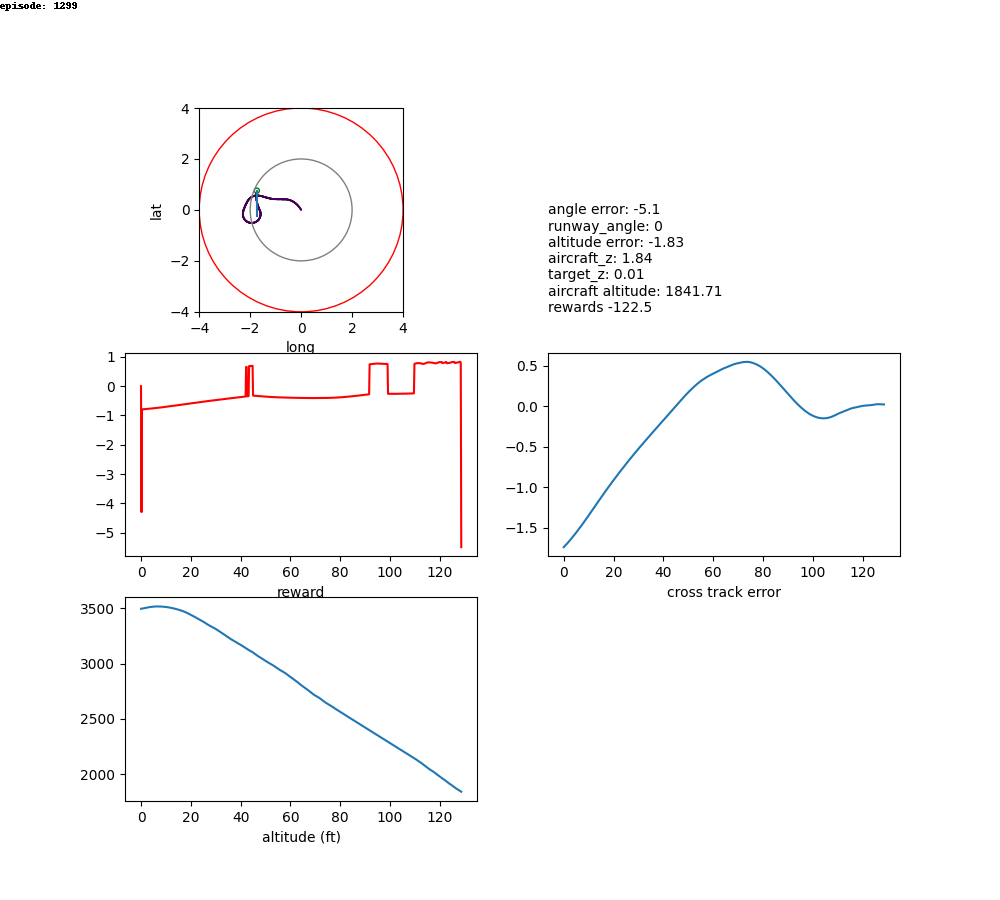 episode: 1299
4
2
0
−2
−4
lat
−4 −2 0 2 4
long
angle error: -5.1
runway_angle: 0
altitude error: -1.83
aircraft_z: 1.84
target_z: 0.01
aircraft altitude: 1841.71
rewards -122.5
1
0
−1
−2
−3
−4
−5
0 20 40 60 80 100 120
reward
0.5
0.0
−0.5
−1.0
−1.5
0 20 40 60 80 100 120
cross track error
3500
3000
2500
2000
0 20 40 60 80 100 120
altitude (ft)